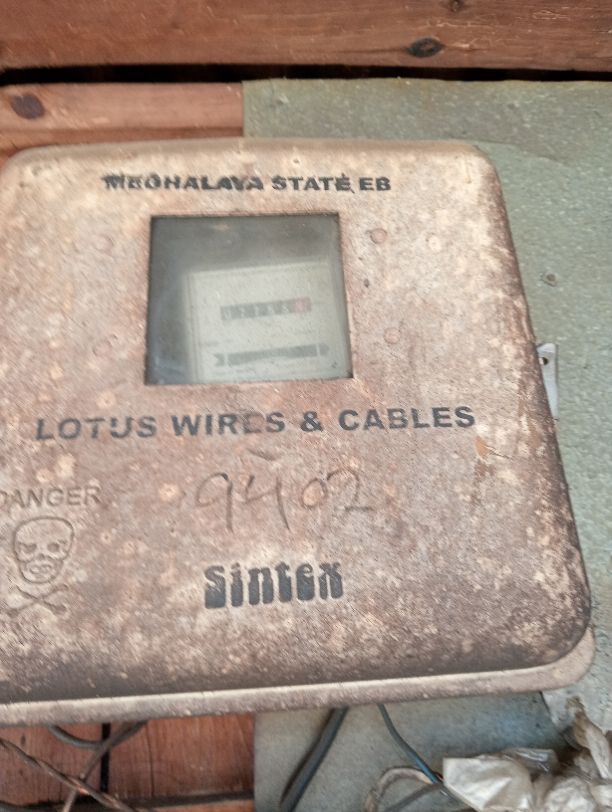 MEGHALAYA STATE EB
LOTUS WIRES & CABLES
DANGER
9402
Sintex